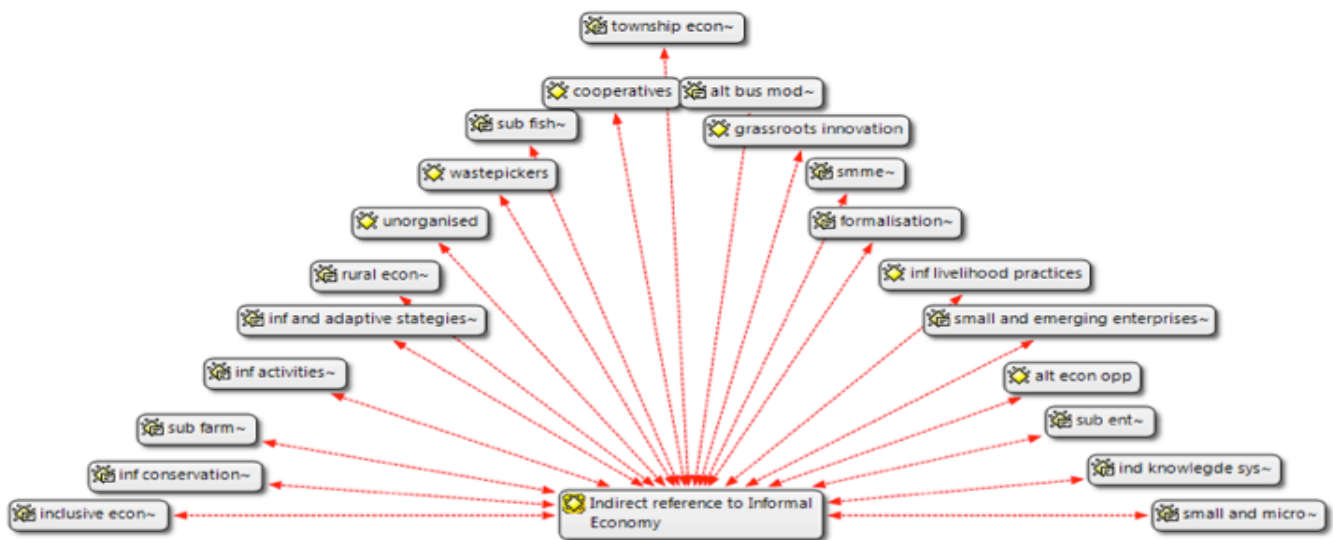 township econ~
cooperatives
alt bus mod~
sub fish~
grassroots innovation
wastepickers
smme~
unorganised
formalisation~
rural econ~
inf livelihood practices
inf and adaptive stategies~
small and emerging enterprises~
inf activities~
alt econ opp
sub farm~
sub ent~
inf conservation~
ind knowlegde sys~
inclusive econ~
Indirect reference to Informal
Economy
small and micro~